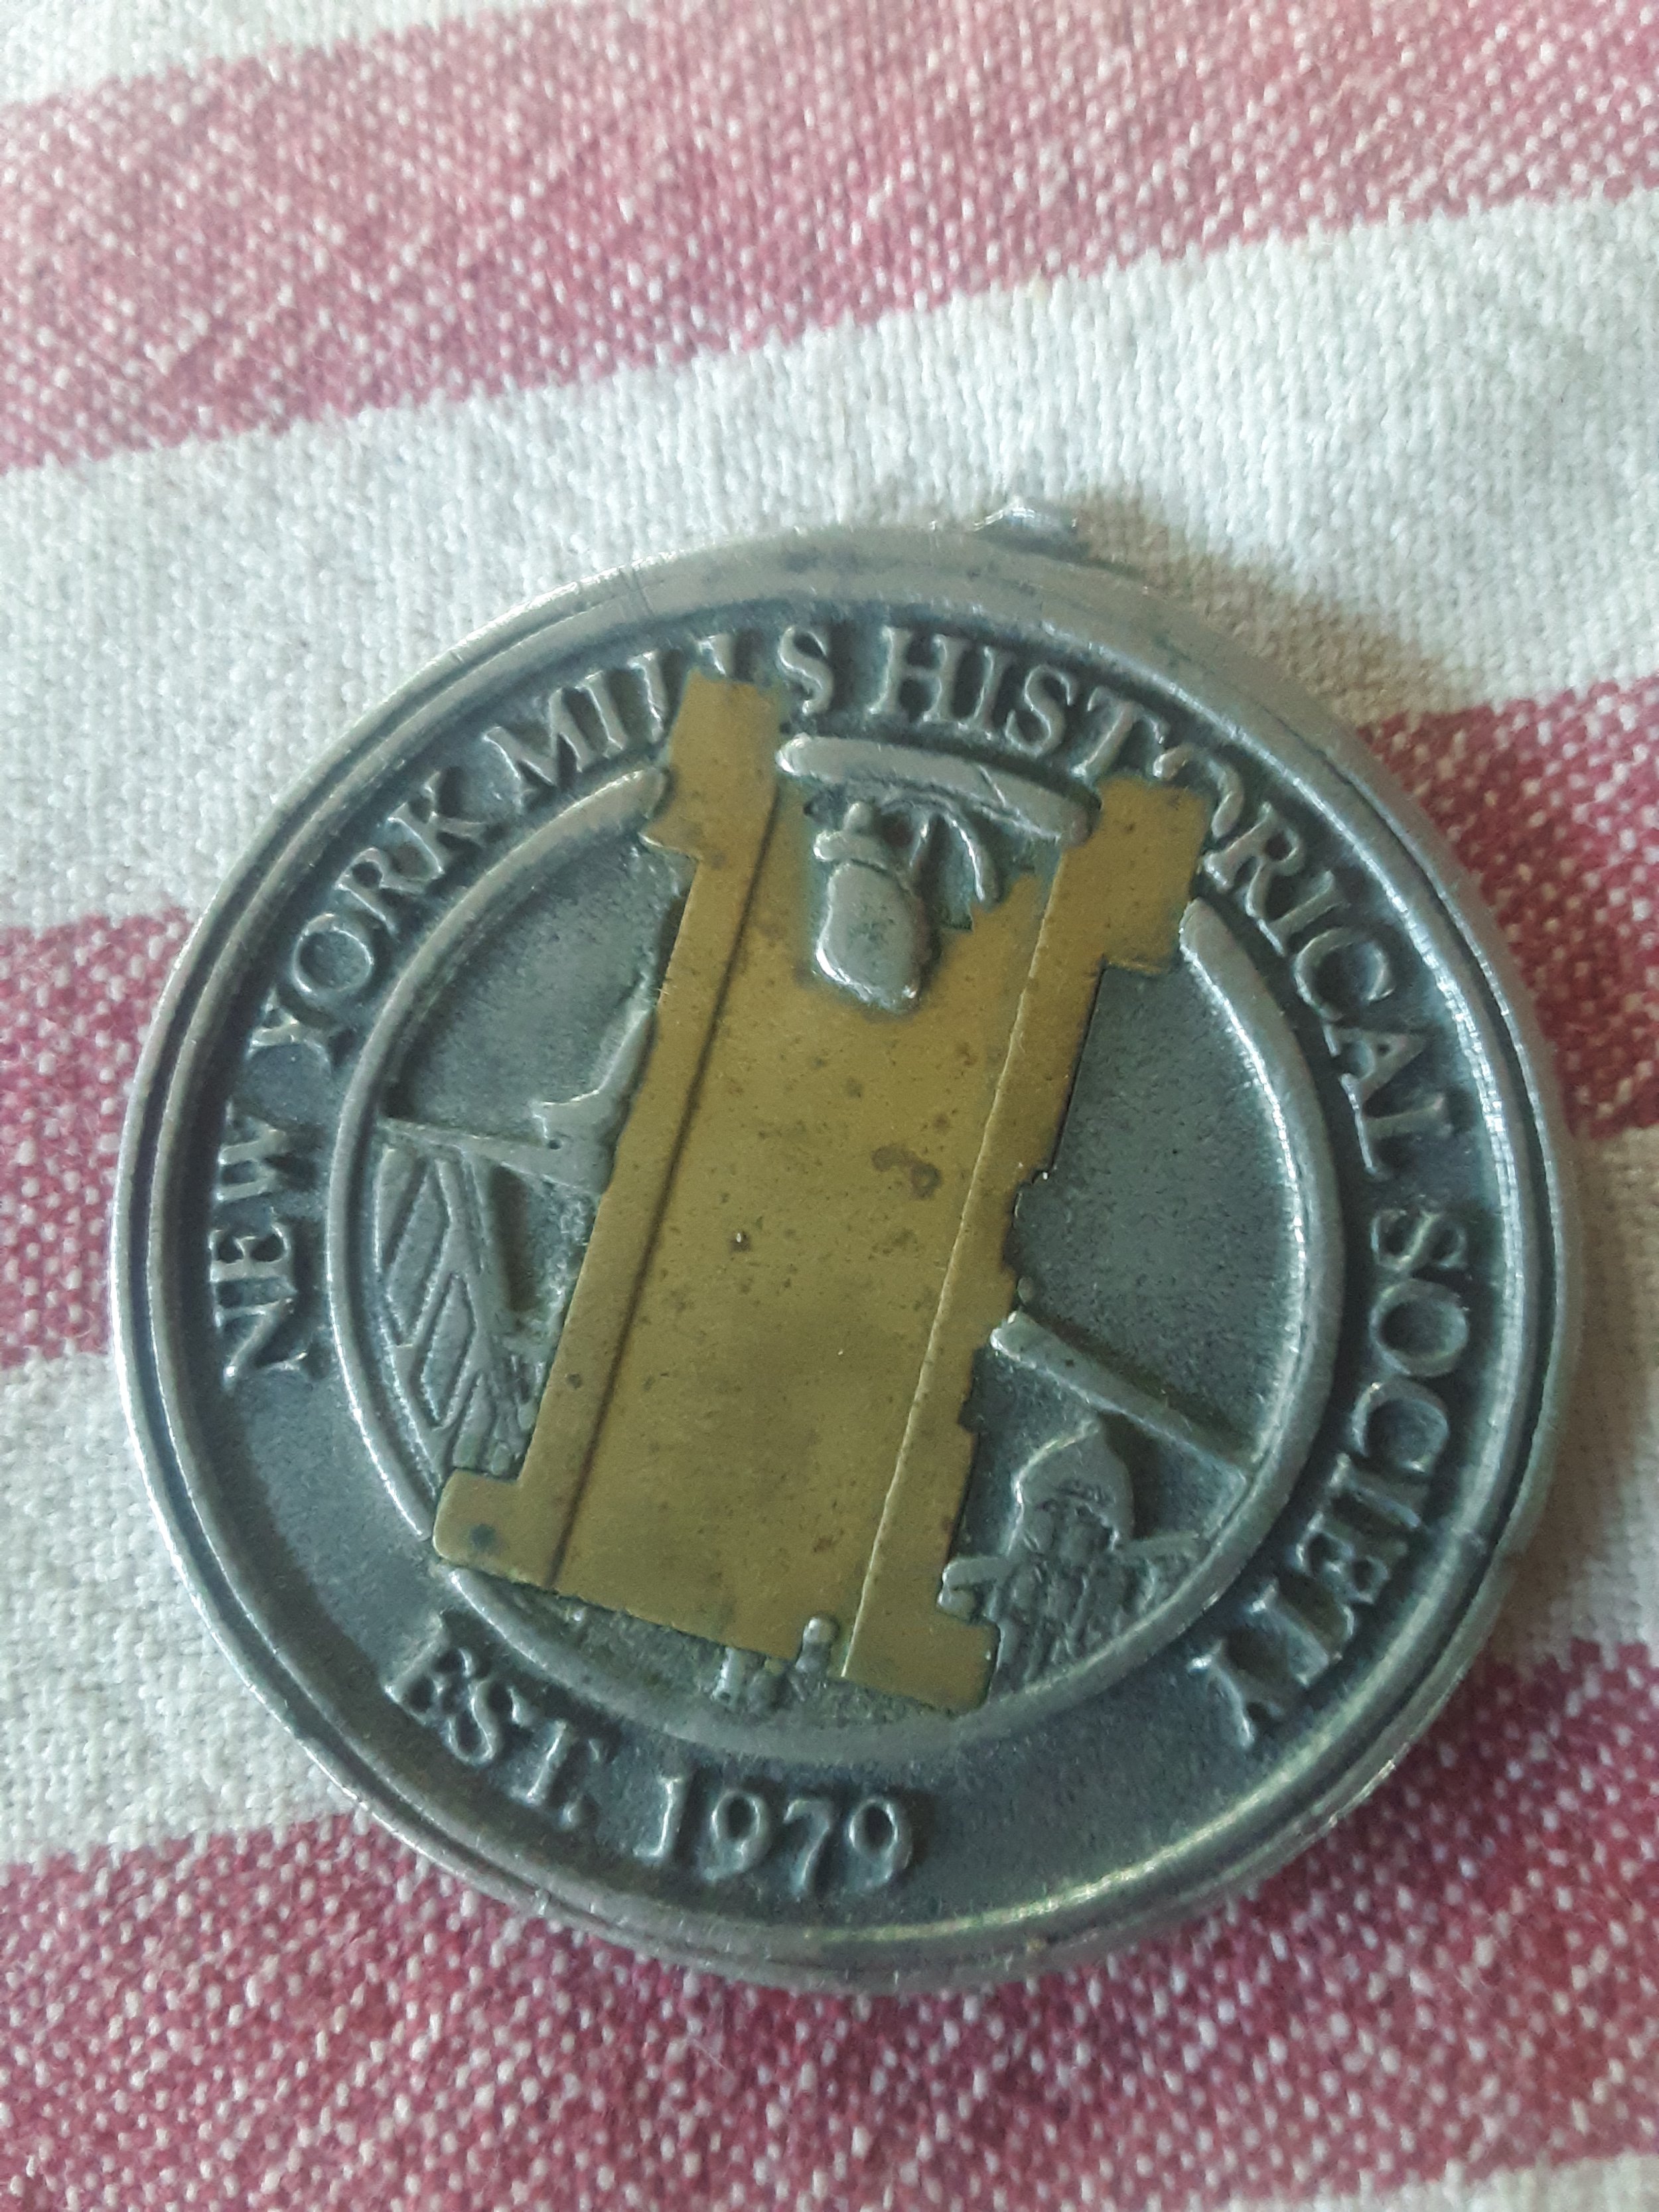 NEW YORK MILLS HISTORICAL SOCIETY
EST. 1979